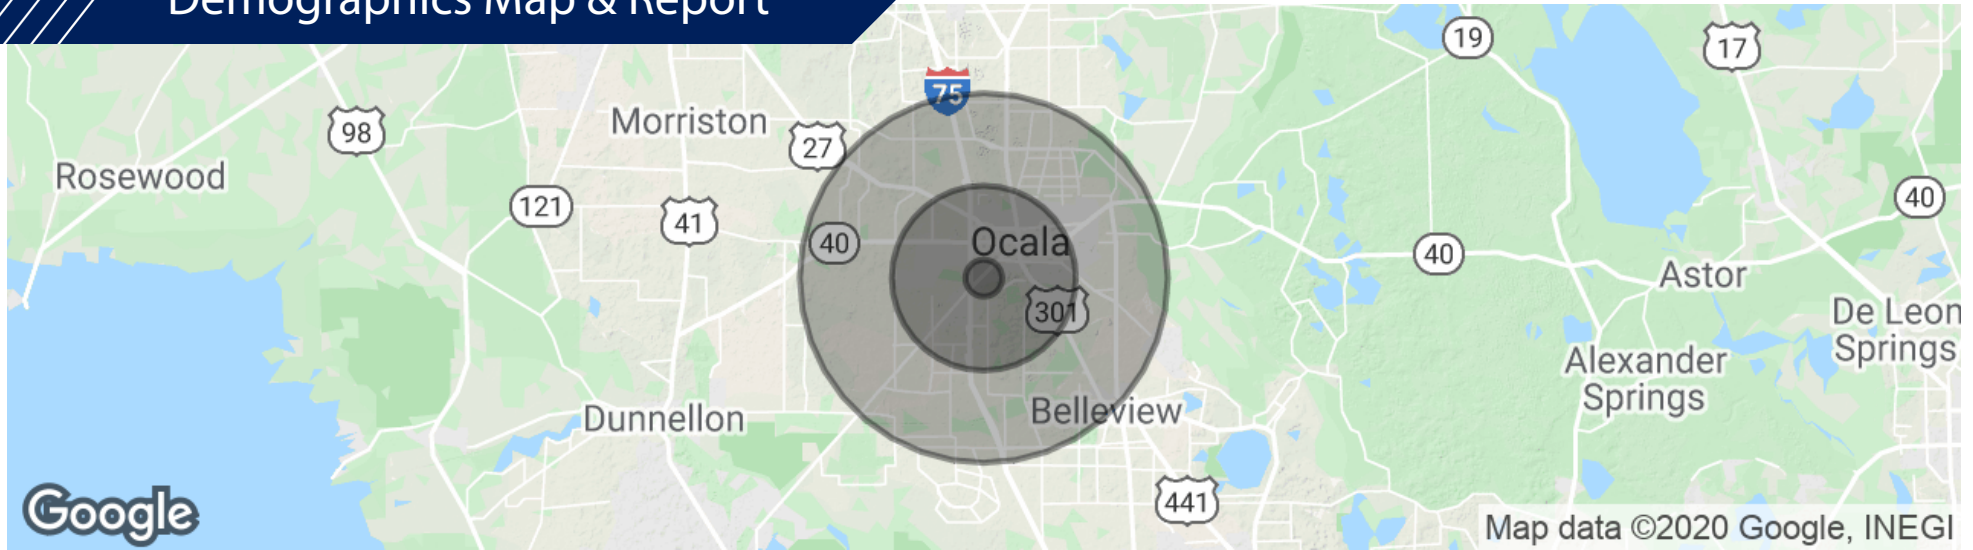 Demographics Map & Report
19
17
75
98
Morriston
27
Rosewood
121
41
40
40
Ocala
40
Astor
301
De Leon
Springs
Alexander
Springs
Dunnellon
Belleview
441
Google
Map data ©2020 Google, INEGI